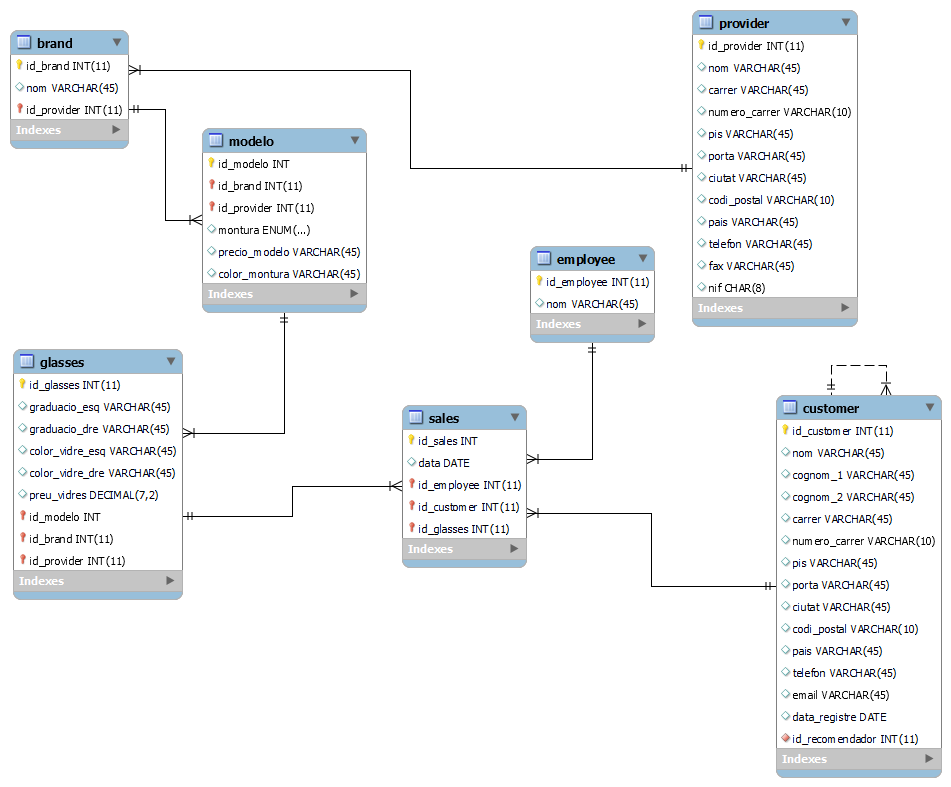 brand
id_brand INT(11)
nom VARCHAR(45)
id_provider INT(11)
Indexes
modelo
id_modelo INT
id_brand INT(11)
id_provider INT(11)
montura ENUM(...)
precio_modelo VARCHAR(45)
color_montura VARCHAR(45)
Indexes
provider
id_provider INT(11)
nom VARCHAR(45)
carrer VARCHAR(45)
numero_carrer VARCHAR(10)
pis VARCHAR(45)
porta VARCHAR(45)
ciutat VARCHAR(45)
codi_postal VARCHAR(10)
pais VARCHAR(45)
telefon VARCHAR(45)
fax VARCHAR(45)
nif CHAR(8)
Indexes
employee
id_employee INT(11)
nom VARCHAR(45)
Indexes
glasses
id_glasses INT(11)
graduacio_esq VARCHAR(45)
graduacio_dre VARCHAR(45)
color_vidre_esq VARCHAR(45)
color_vidre_dre VARCHAR(45)
preu_vidres DECIMAL(7,2)
id_modelo INT
id_brand INT(11)
id_provider INT(11)
Indexes
sales
id_sales INT
data DATE
id_employee INT(11)
id_customer INT(11)
id_glasses INT(11)
Indexes
customer
id_customer INT(11)
nom VARCHAR(45)
cognom_1 VARCHAR(45)
cognom_2 VARCHAR(45)
carrer VARCHAR(45)
numero_carrer VARCHAR(10)
pis VARCHAR(45)
porta VARCHAR(45)
ciutat VARCHAR(45)
codi_postal VARCHAR(10)
pais VARCHAR(45)
telefon VARCHAR(45)
email VARCHAR(45)
data_registre DATE
id_recomendador INT(11)
Indexes